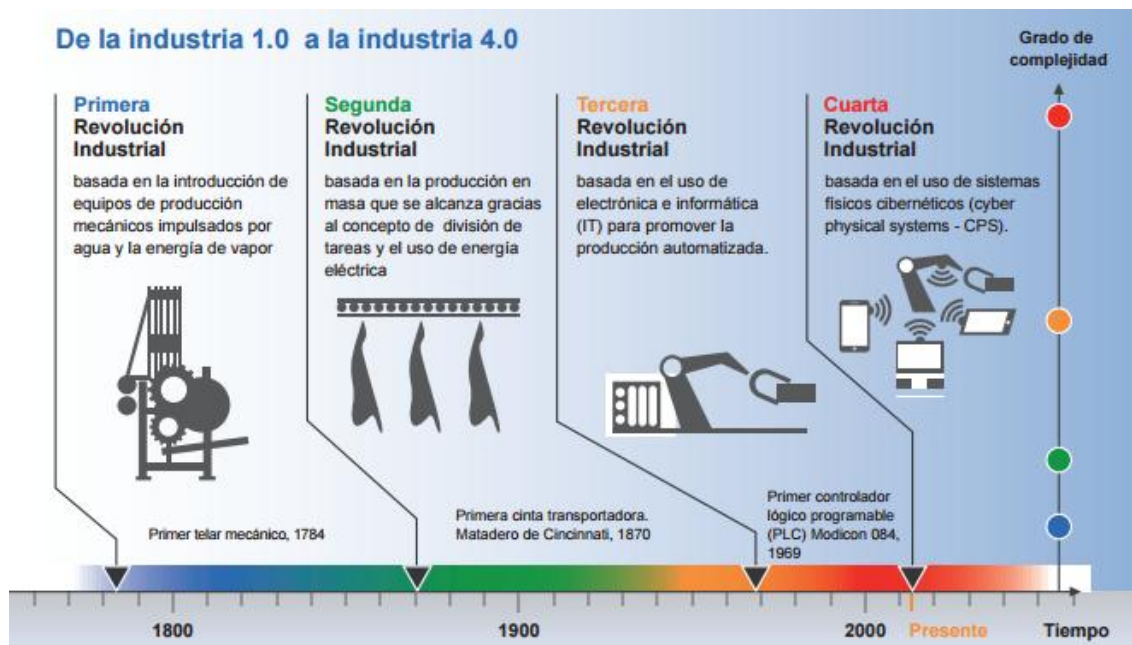 De la industria 1.0 a la industria 4.0
Grado de
complejidad
Primera
Revolución
Industrial
basada en la introducción de
equipos de producción
mecánicos impulsados por
agua y la energía de vapor
Segunda
Revolución
Industrial
basada en la producción en
masa que se alcanza gracias
al concepto de división de
tareas y el uso de energía
eléctrica
Tercera
Revolución
Industrial
basada en el uso de
electrónica e informática
(IT) para promover la
producción automatizada.
Cuarta
Revolución
Industrial
basada en el uso de sistemas
físicos cibernéticos (cyber
physical systems - CPS).
Primer telar mecánico, 1784
Primera cinta transportadora.
Matadero de Cincinnati, 1870
Primer controlador
lógico programable
(PLC) Modicon 084,
1969
1800
1900
2000
Presente
Tiempo